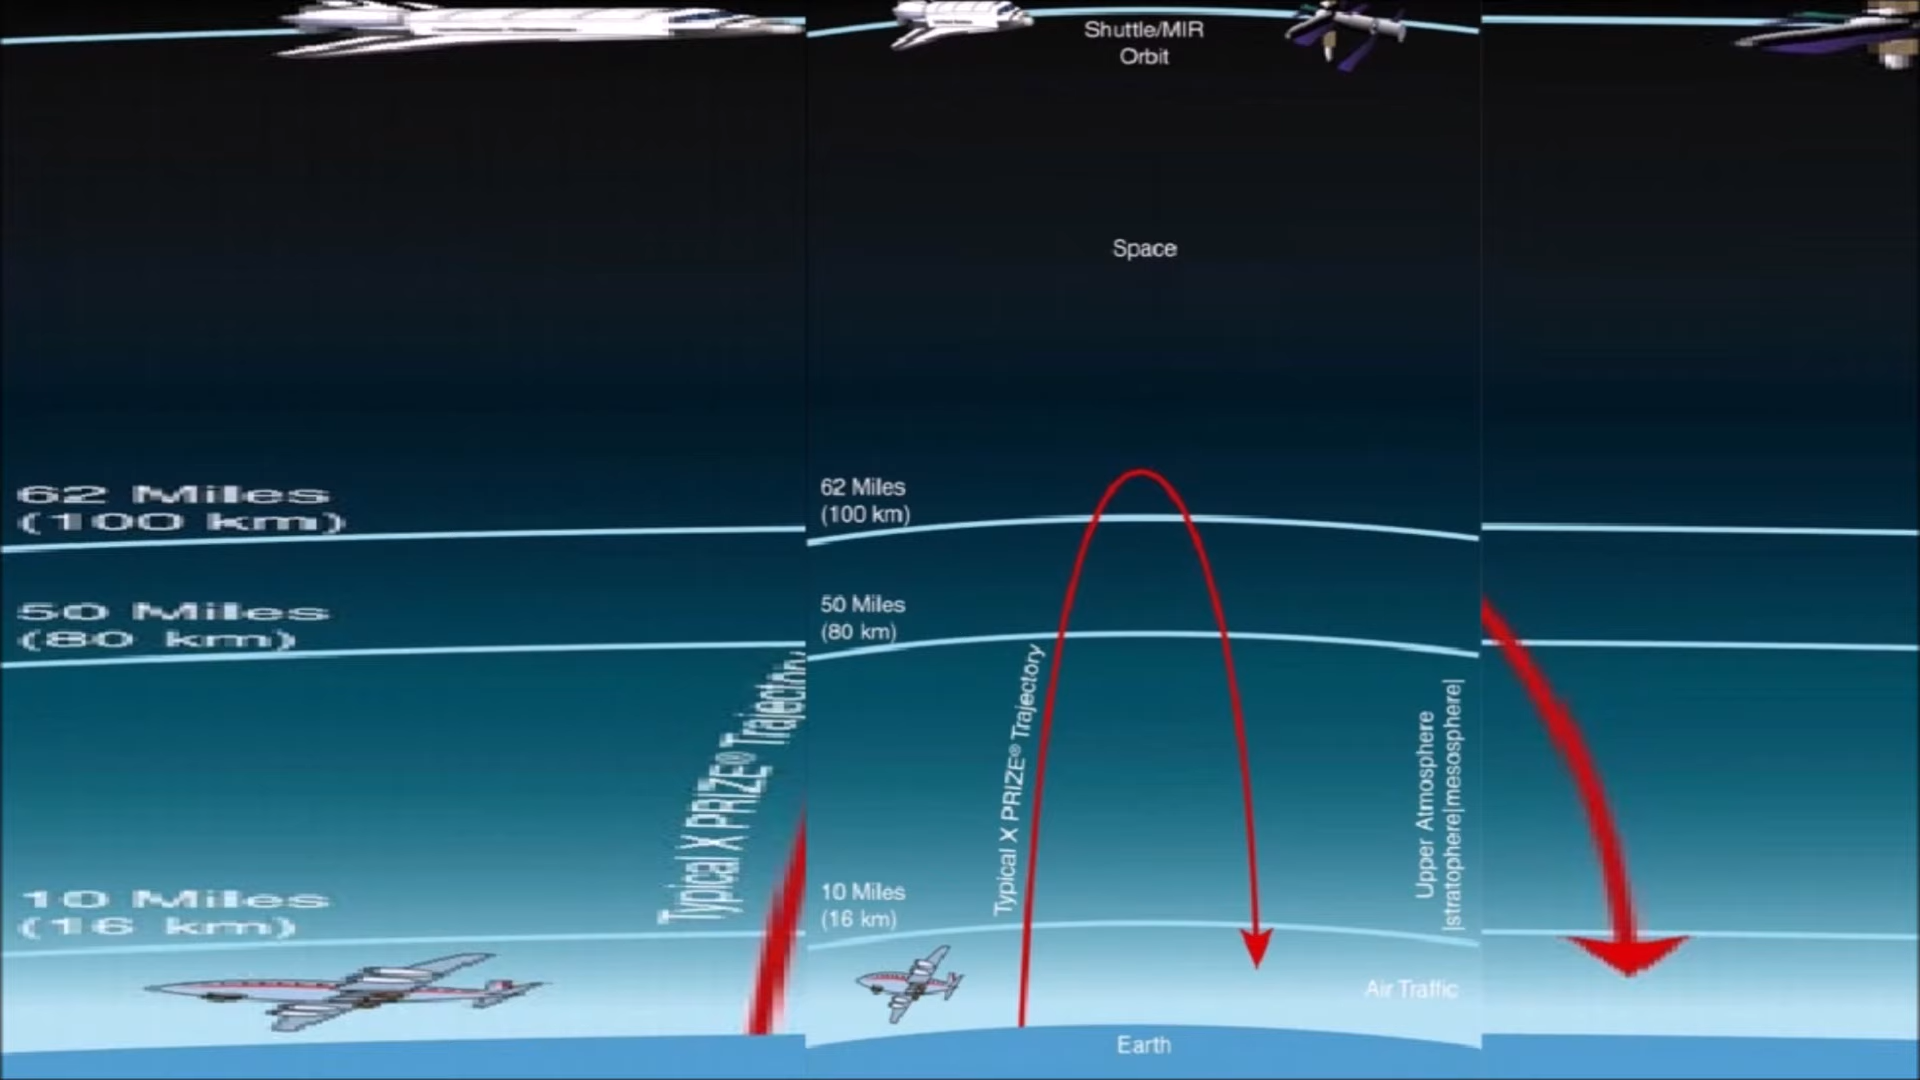 Shuttle/MIR
Orbit
Space
62 Miles
(100 km)
62 Miles
(100 km)
50 Miles
(80 km)
50 Miles
(80 km)
Typical X PRIZE® Trajectory
Typical X PRIZE® Trajectory
Upper Atmosphere
|stratophere|mesosphere|
10 Miles
(16 km)
10 Miles
(16 km)
Air Traffic
Earth